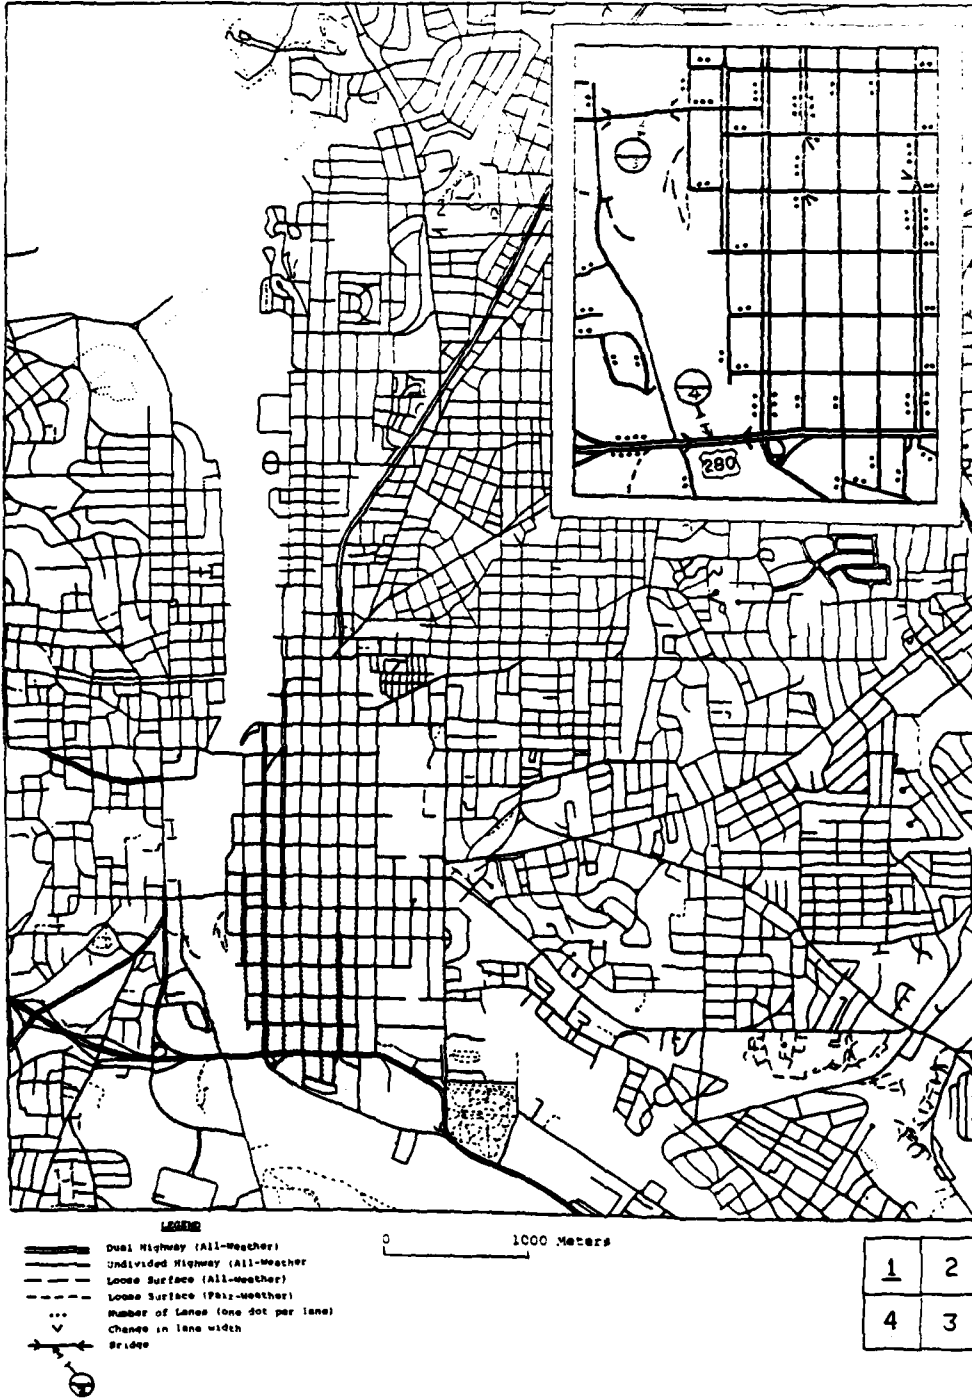 4
280
LEGEND
Dual Highway (All-Weather)
Undivided Highway (All-Weather
Loose Surface (All-Weather)
Loose Surface (Fair-Weather)
Number of Lanes (one dot per lane)
Change in lane width
Bridge
0 1000 Meters
1 2
4 3